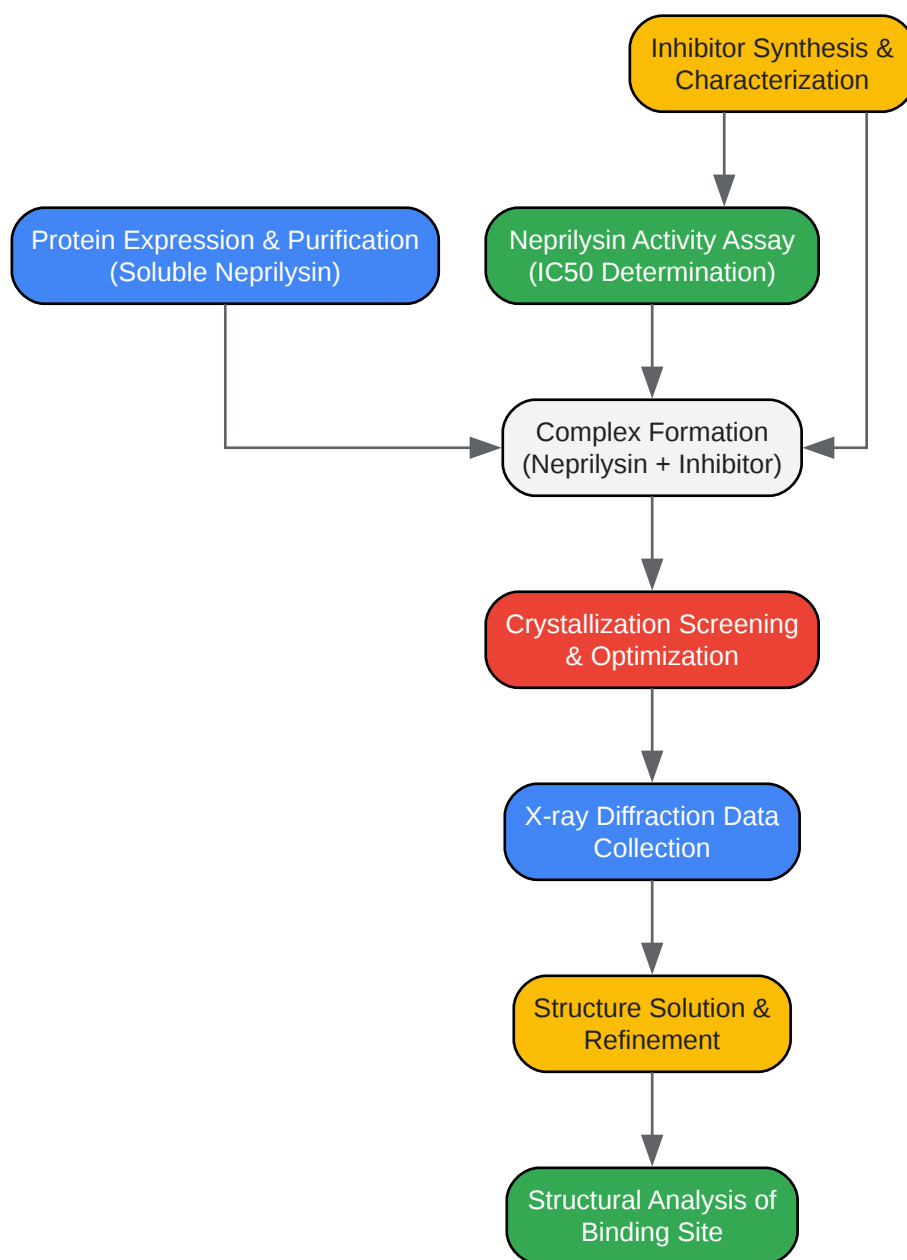 Inhibitor Synthesis &
Characterization
Protein Expression & Purification
(Soluble Neprilysin)
Neprilysin Activity Assay
(IC50 Determination)
Complex Formation
(Neprilysin + Inhibitor)
Crystallization Screening
& Optimization
X-ray Diffraction Data
Collection
Structure Solution &
Refinement
Structural Analysis of
Binding Site